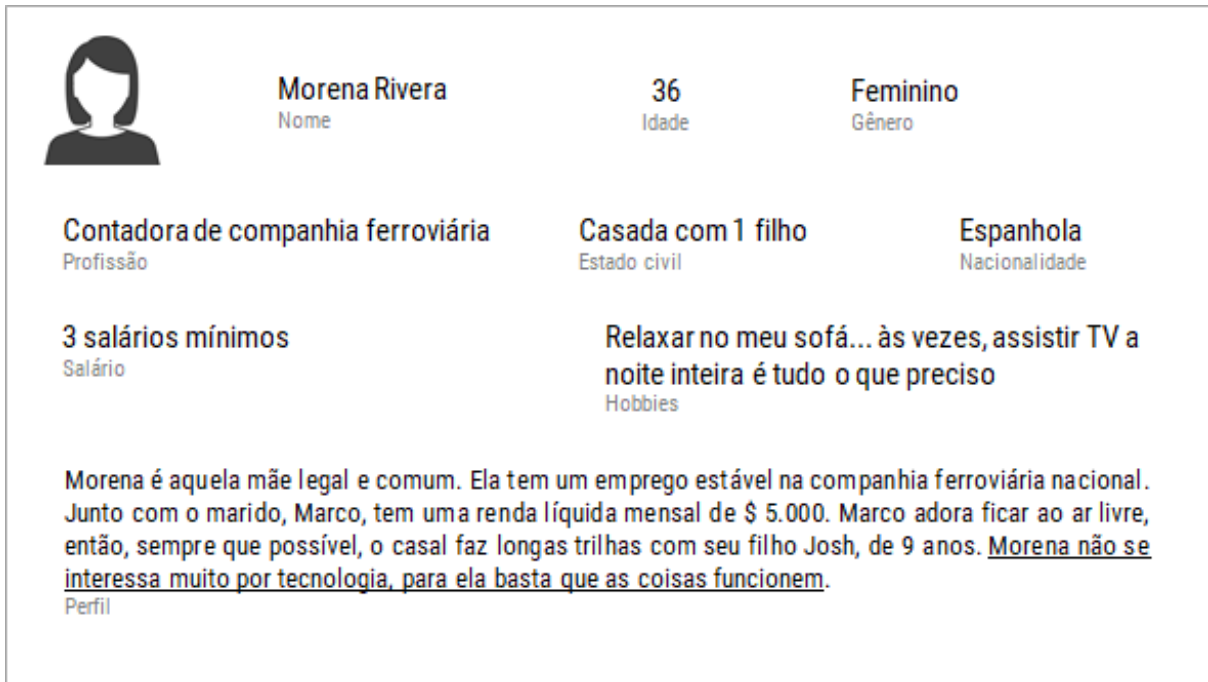 Morena Rivera
Nome
36
Idade
Feminino
Gênero
Contadora de companhia ferroviária
Profissão
Casada com 1 filho
Estado civil
Espanhola
Nacionalidade
3 salários mínimos
Salário
Relaxar no meu sofá... às vezes, assistir TV a
noite inteira é tudo o que preciso
Hobbies
Morena é aquela mãe legal e comum. Ela tem um emprego estável na companhia ferroviária nacional.
Junto com o marido, Marco, tem uma renda líquida mensal de $ 5.000. Marco adora ficar ao ar livre,
então, sempre que possível, o casal faz longas trilhas com seu filho Josh, de 9 anos. Morena não se
interessa muito por tecnologia, para ela basta que as coisas funcionem.
Perfil